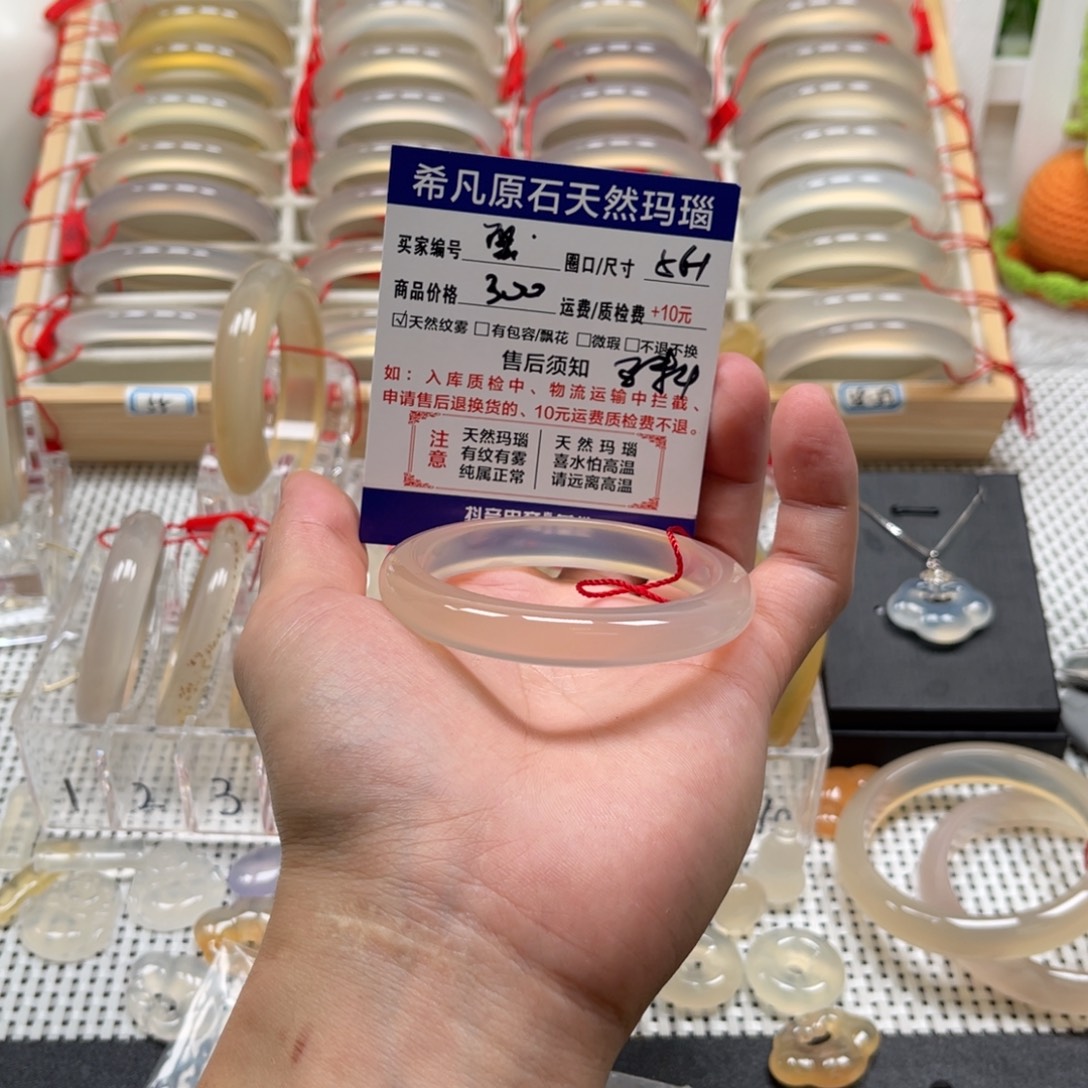 希凡原石天然玛瑙
买家编号 圈口/尺寸 56H
商品价格 300 运费/质检费 +10元
☑天然纹雾 □有包容/飘花 □微瑕 □不退不换
售后须知
如：入库质检中、物流运输中拦截、
申请售后退换货的、10元运费质检费不退。
注意
天然玛瑙
有纹有雾
纯属正常
天然玛瑙
喜水怕高温
请远离高温
1 2 3